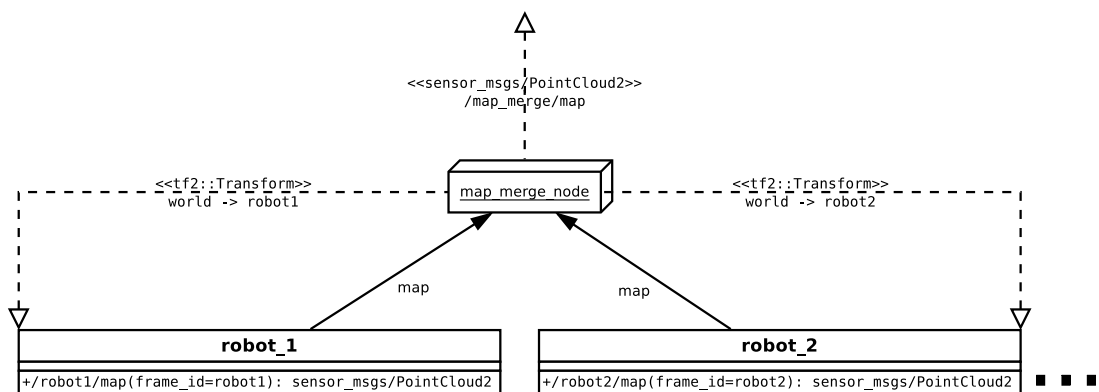 <<sensor_msgs/PointCloud2>>
/map_merge/map
<<tf2::Transform>>
world -> robot1
map_merge_node
<<tf2::Transform>>
world -> robot2
map
map
robot_1
+/robot1/map(frame_id=robot1): sensor_msgs/PointCloud2
robot_2
+/robot2/map(frame_id=robot2): sensor_msgs/PointCloud2